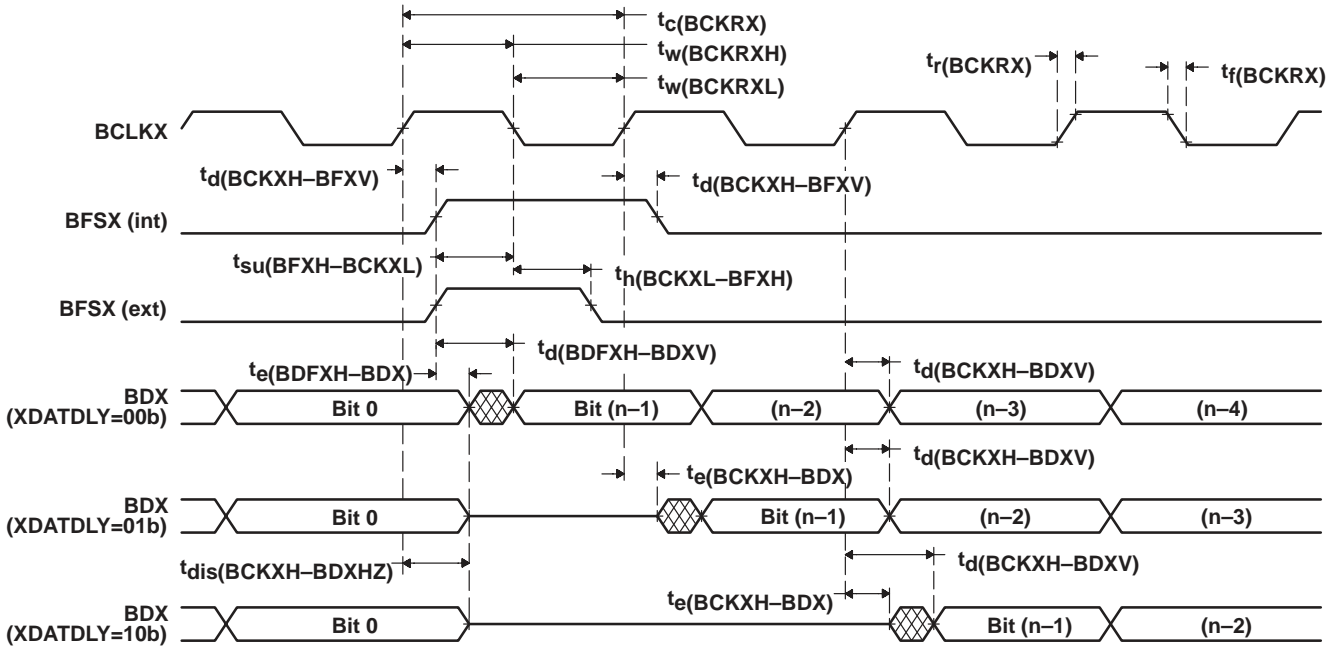 tc(BCKRX)
tw(BCKRXH)
tr(BCKRX)
tf(BCKRX)
tw(BCKRXL)
BCLKX
td(BCKXH–BFXV)
td(BCKXH–BFXV)
BFSX (int)
tsu(BFXH–BCKXL)
th(BCKXL–BFXH)
BFSX (ext)
td(BDFXH–BDXV)
te(BDFXH–BDX)
td(BCKXH–BDXV)
BDX
(XDATDLY=00b)
Bit 0
Bit (n–1)
(n–2)
(n–3)
(n–4)
td(BCKXH–BDXV)
te(BCKXH–BDX)
BDX
(XDATDLY=01b)
Bit 0
Bit (n–1)
(n–2)
(n–3)
tdis(BCKXH–BDXHZ)
td(BCKXH–BDXV)
te(BCKXH–BDX)
BDX
(XDATDLY=10b)
Bit 0
Bit (n–1)
(n–2)